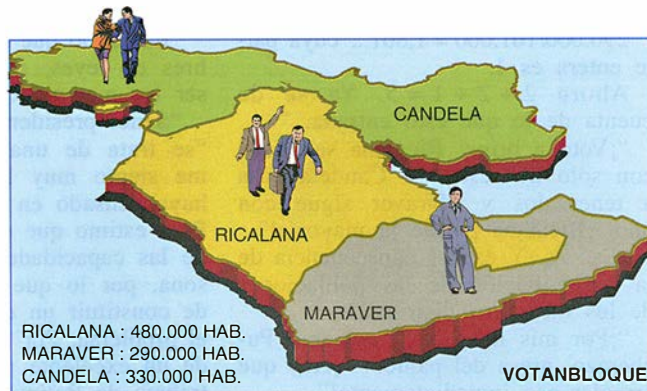 CANDELA
RICALANA
MARAVER
RICALANA : 480.000 HAB.
MARAVER : 290.000 HAB.
CANDELA : 330.000 HAB.
VOTANBLOQUE